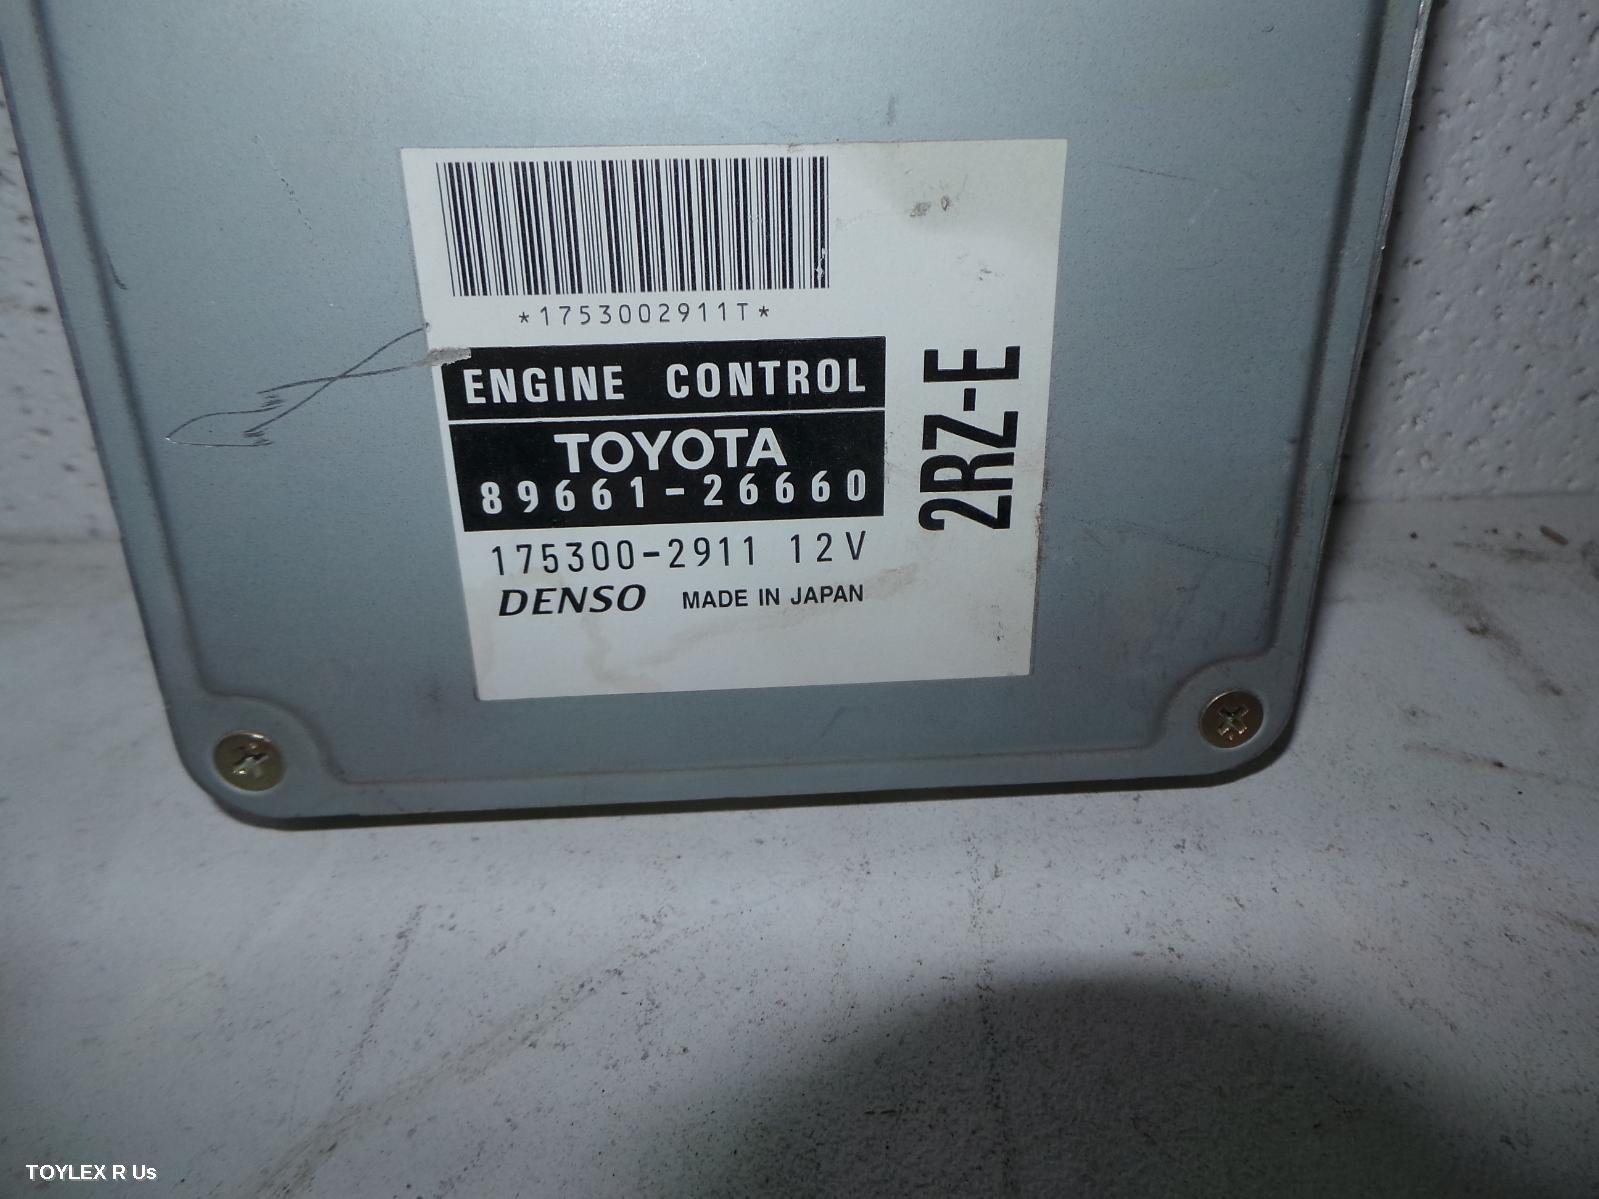 *1753002911T*
ENGINE CONTROL
TOYOTA
89661-26660
175300-2911 12V
DENSO MADE IN JAPAN
2RZ-E
TOYLEX R Us